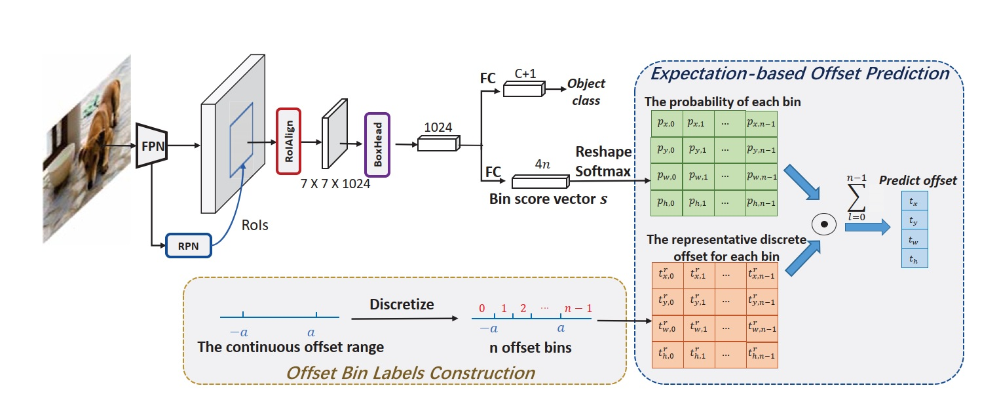 Expectation-based Offset Prediction
FC
C+1
Object
class
FPN
RoIAlign
BoxHead
7 X 7 X 1024
1024
RoIs
RPN
FC
4n
Bin score vector s
Reshape
Softmax
The probability of each bin
p_{x,0} p_{x,1} ... p_{x,n−1}
p_{y,0} p_{y,1} ... p_{y,n−1}
p_{w,0} p_{w,1} ... p_{w,n−1}
p_{h,0} p_{h,1} ... p_{h,n−1}
The representative discrete
offset for each bin
t^r_{x,0} t^r_{x,1} ... t^r_{x,n−1}
t^r_{y,0} t^r_{y,1} ... t^r_{y,n−1}
t^r_{w,0} t^r_{w,1} ... t^r_{w,n−1}
t^r_{h,0} t^r_{h,1} ... t^r_{h,n−1}
n−1
∑
l=0
Predict offset
t_x
t_y
t_w
t_h
−a a
The continuous offset range
Discretize
0 1 2 ... n − 1
−a a
n offset bins
Offset Bin Labels Construction